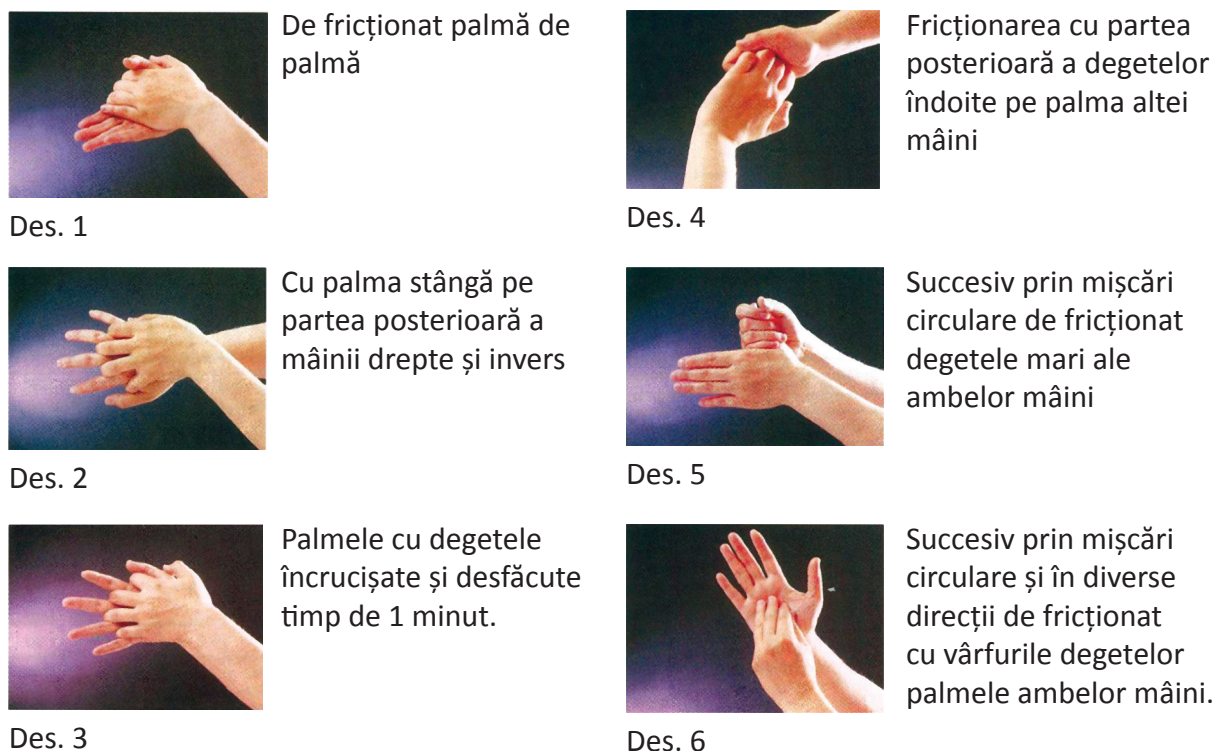 De fricționat palmă de
palmă
Des. 1
Cu palma stângă pe
partea posterioară a
mâinii drepte și invers
Des. 2
Palmele cu degetele
încrucișate și desfăcute
timp de 1 minut.
Des. 3
Fricționarea cu partea
posterioară a degetelor
îndoite pe palma altei
mâini
Des. 4
Succesiv prin mișcări
circulare de fricționat
degetele mari ale
ambelor mâini
Des. 5
Succesiv prin mișcări
circulare și în diverse
direcții de fricționat
cu vârfurile degetelor
palmele ambelor mâini.
Des. 6